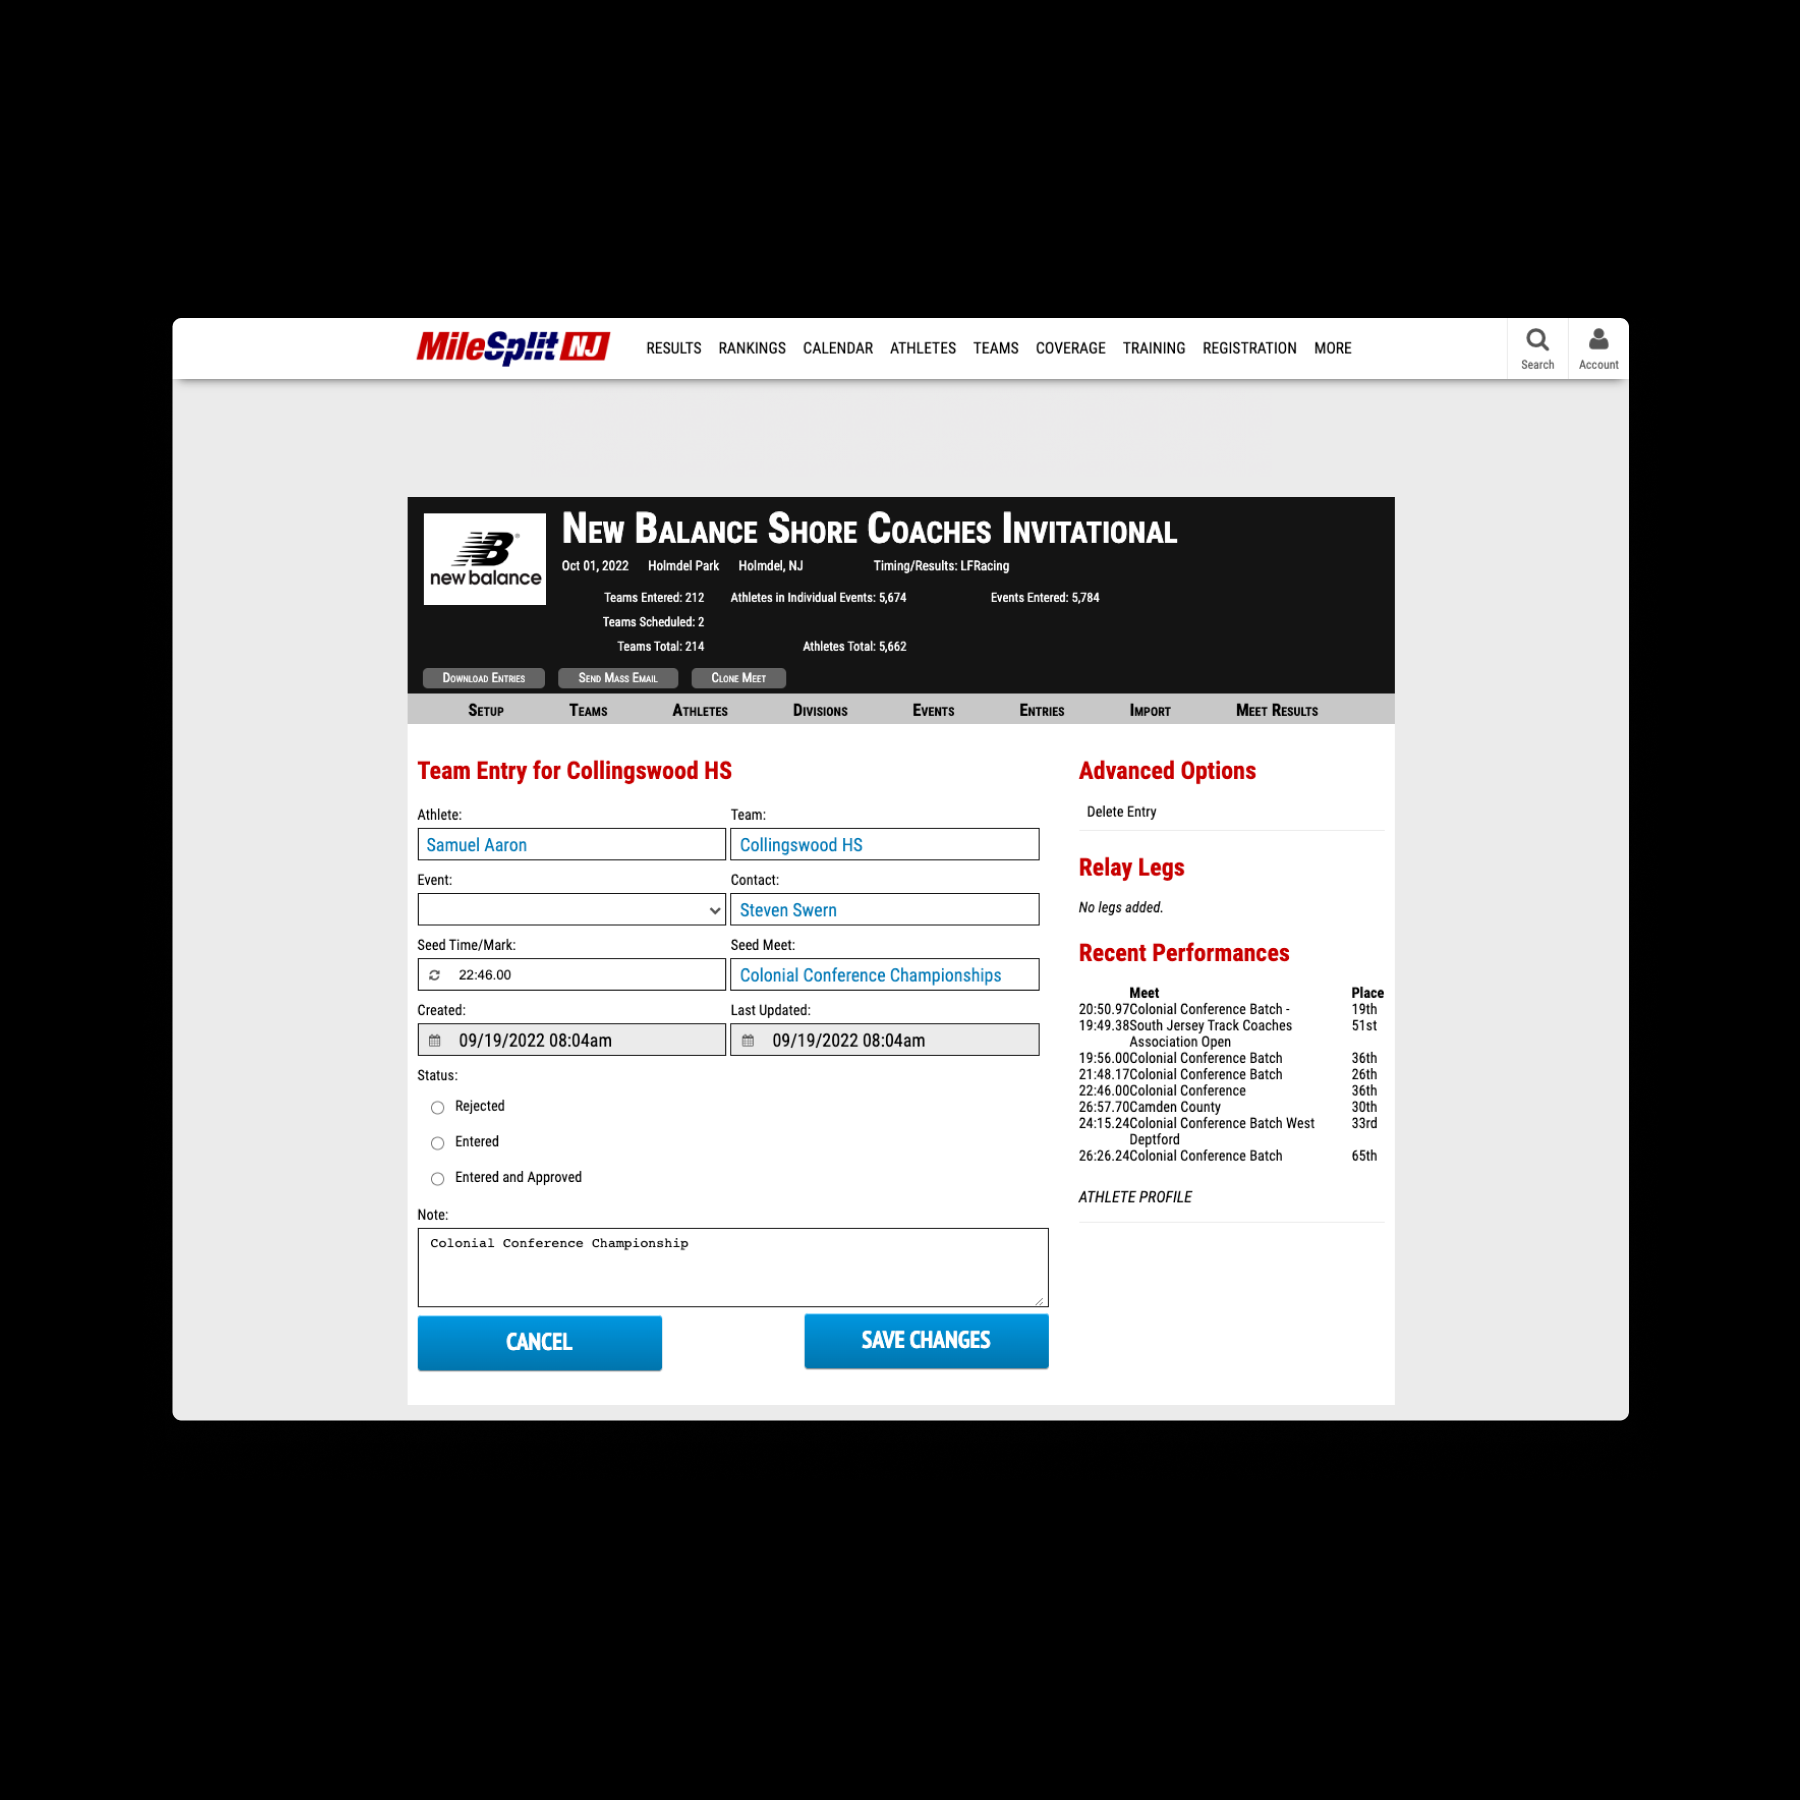 MileSplit NJ
RESULTS RANKINGS CALENDAR ATHLETES TEAMS COVERAGE TRAINING REGISTRATION MORE
Search
Account
new balance
New Balance Shore Coaches Invitational
Oct 01, 2022 Holmdel Park Holmdel, NJ Timing/Results: LFRacing
Teams Entered: 212 Athletes in Individual Events: 5,674 Events Entered: 5,784
Teams Scheduled: 2
Teams Total: 214 Athletes Total: 5,662
Download Entries Send Mass Email Clone Meet
Setup Teams Athletes Divisions Events Entries Import Meet Results
Team Entry for Collingswood HS
Athlete: Team:
Samuel Aaron Collingswood HS
Event: Contact:
Steven Swern
Seed Time/Mark: Seed Meet:
22:46.00 Colonial Conference Championships
Created: Last Updated:
09/19/2022 08:04am 09/19/2022 08:04am
Status:
Rejected
Entered
Entered and Approved
Note:
Colonial Conference Championship
CANCEL SAVE CHANGES
Advanced Options
Delete Entry
Relay Legs
No legs added.
Recent Performances
Meet Place
20:50.97 Colonial Conference Batch - 19th
19:49.38 South Jersey Track Coaches 51st
Association Open
19:56.00 Colonial Conference Batch 36th
21:48.17 Colonial Conference Batch 26th
22:46.00 Colonial Conference 36th
26:57.70 Camden County 30th
24:15.24 Colonial Conference Batch West 33rd
Deptford
26:26.24 Colonial Conference Batch 65th
ATHLETE PROFILE